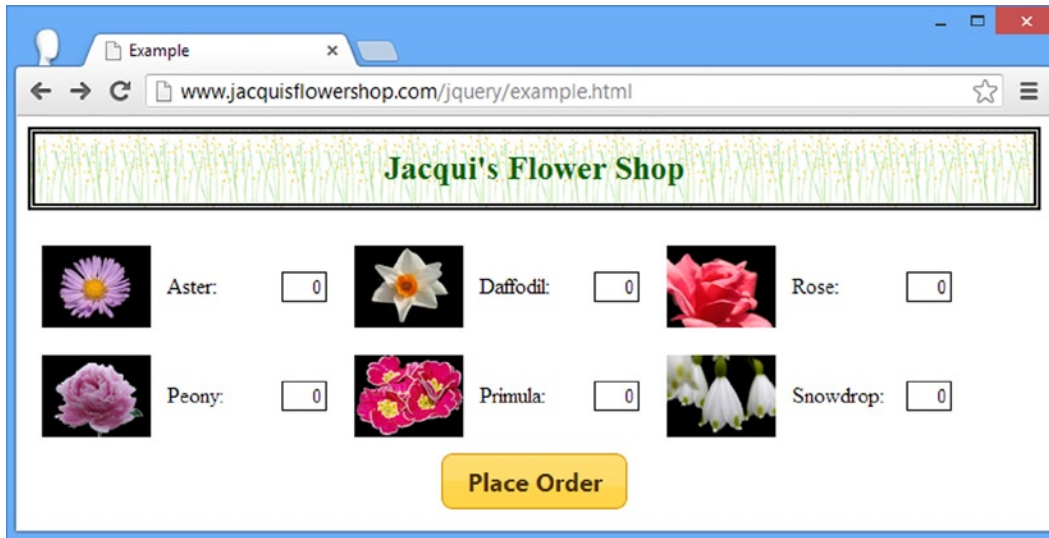 Example
www.jacquisflowershop.com/jquery/example.html
Jacqui's Flower Shop
Aster: 0 Daffodil: 0 Rose: 0
Peony: 0 Primula: 0 Snowdrop: 0
Place Order